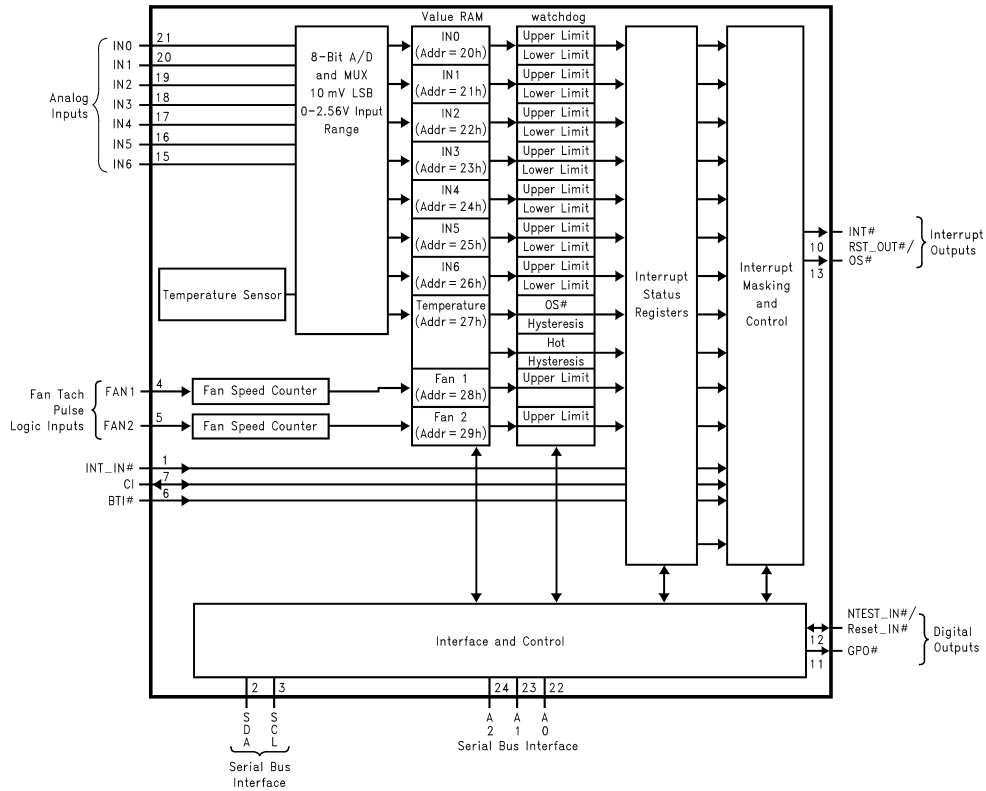 Value RAM
watchdog
Analog
Inputs
IN0
IN1
IN2
IN3
IN4
IN5
IN6
21
20
19
18
17
16
15
8-Bit A/D
and MUX
10 mV LSB
0-2.56V Input
Range
Temperature Sensor
IN0
(Addr = 20h)
IN1
(Addr = 21h)
IN2
(Addr = 22h)
IN3
(Addr = 23h)
IN4
(Addr = 24h)
IN5
(Addr = 25h)
IN6
(Addr = 26h)
Temperature
(Addr = 27h)
Fan 1
(Addr = 28h)
Fan 2
(Addr = 29h)
Upper Limit
Lower Limit
Upper Limit
Lower Limit
Upper Limit
Lower Limit
Upper Limit
Lower Limit
Upper Limit
Lower Limit
Upper Limit
Lower Limit
Upper Limit
Lower Limit
OS#
Hysteresis
Hot
Hysteresis
Upper Limit
Upper Limit
Interrupt
Status
Registers
Interrupt
Masking
and
Control
INT#
10
RST_OUT#/
OS#
13
Interrupt
Outputs
Fan Tach
Pulse
Logic Inputs
FAN1
4
Fan Speed Counter
FAN2
5
Fan Speed Counter
INT_IN#
1
CI
7
BTI#
6
Interface and Control
NTEST_IN#/
Reset_IN#
12
GPO#
11
Digital
Outputs
2
3
24
23
22
SDA
SCL
A2
A1
A0
Serial Bus Interface
Serial Bus
Interface